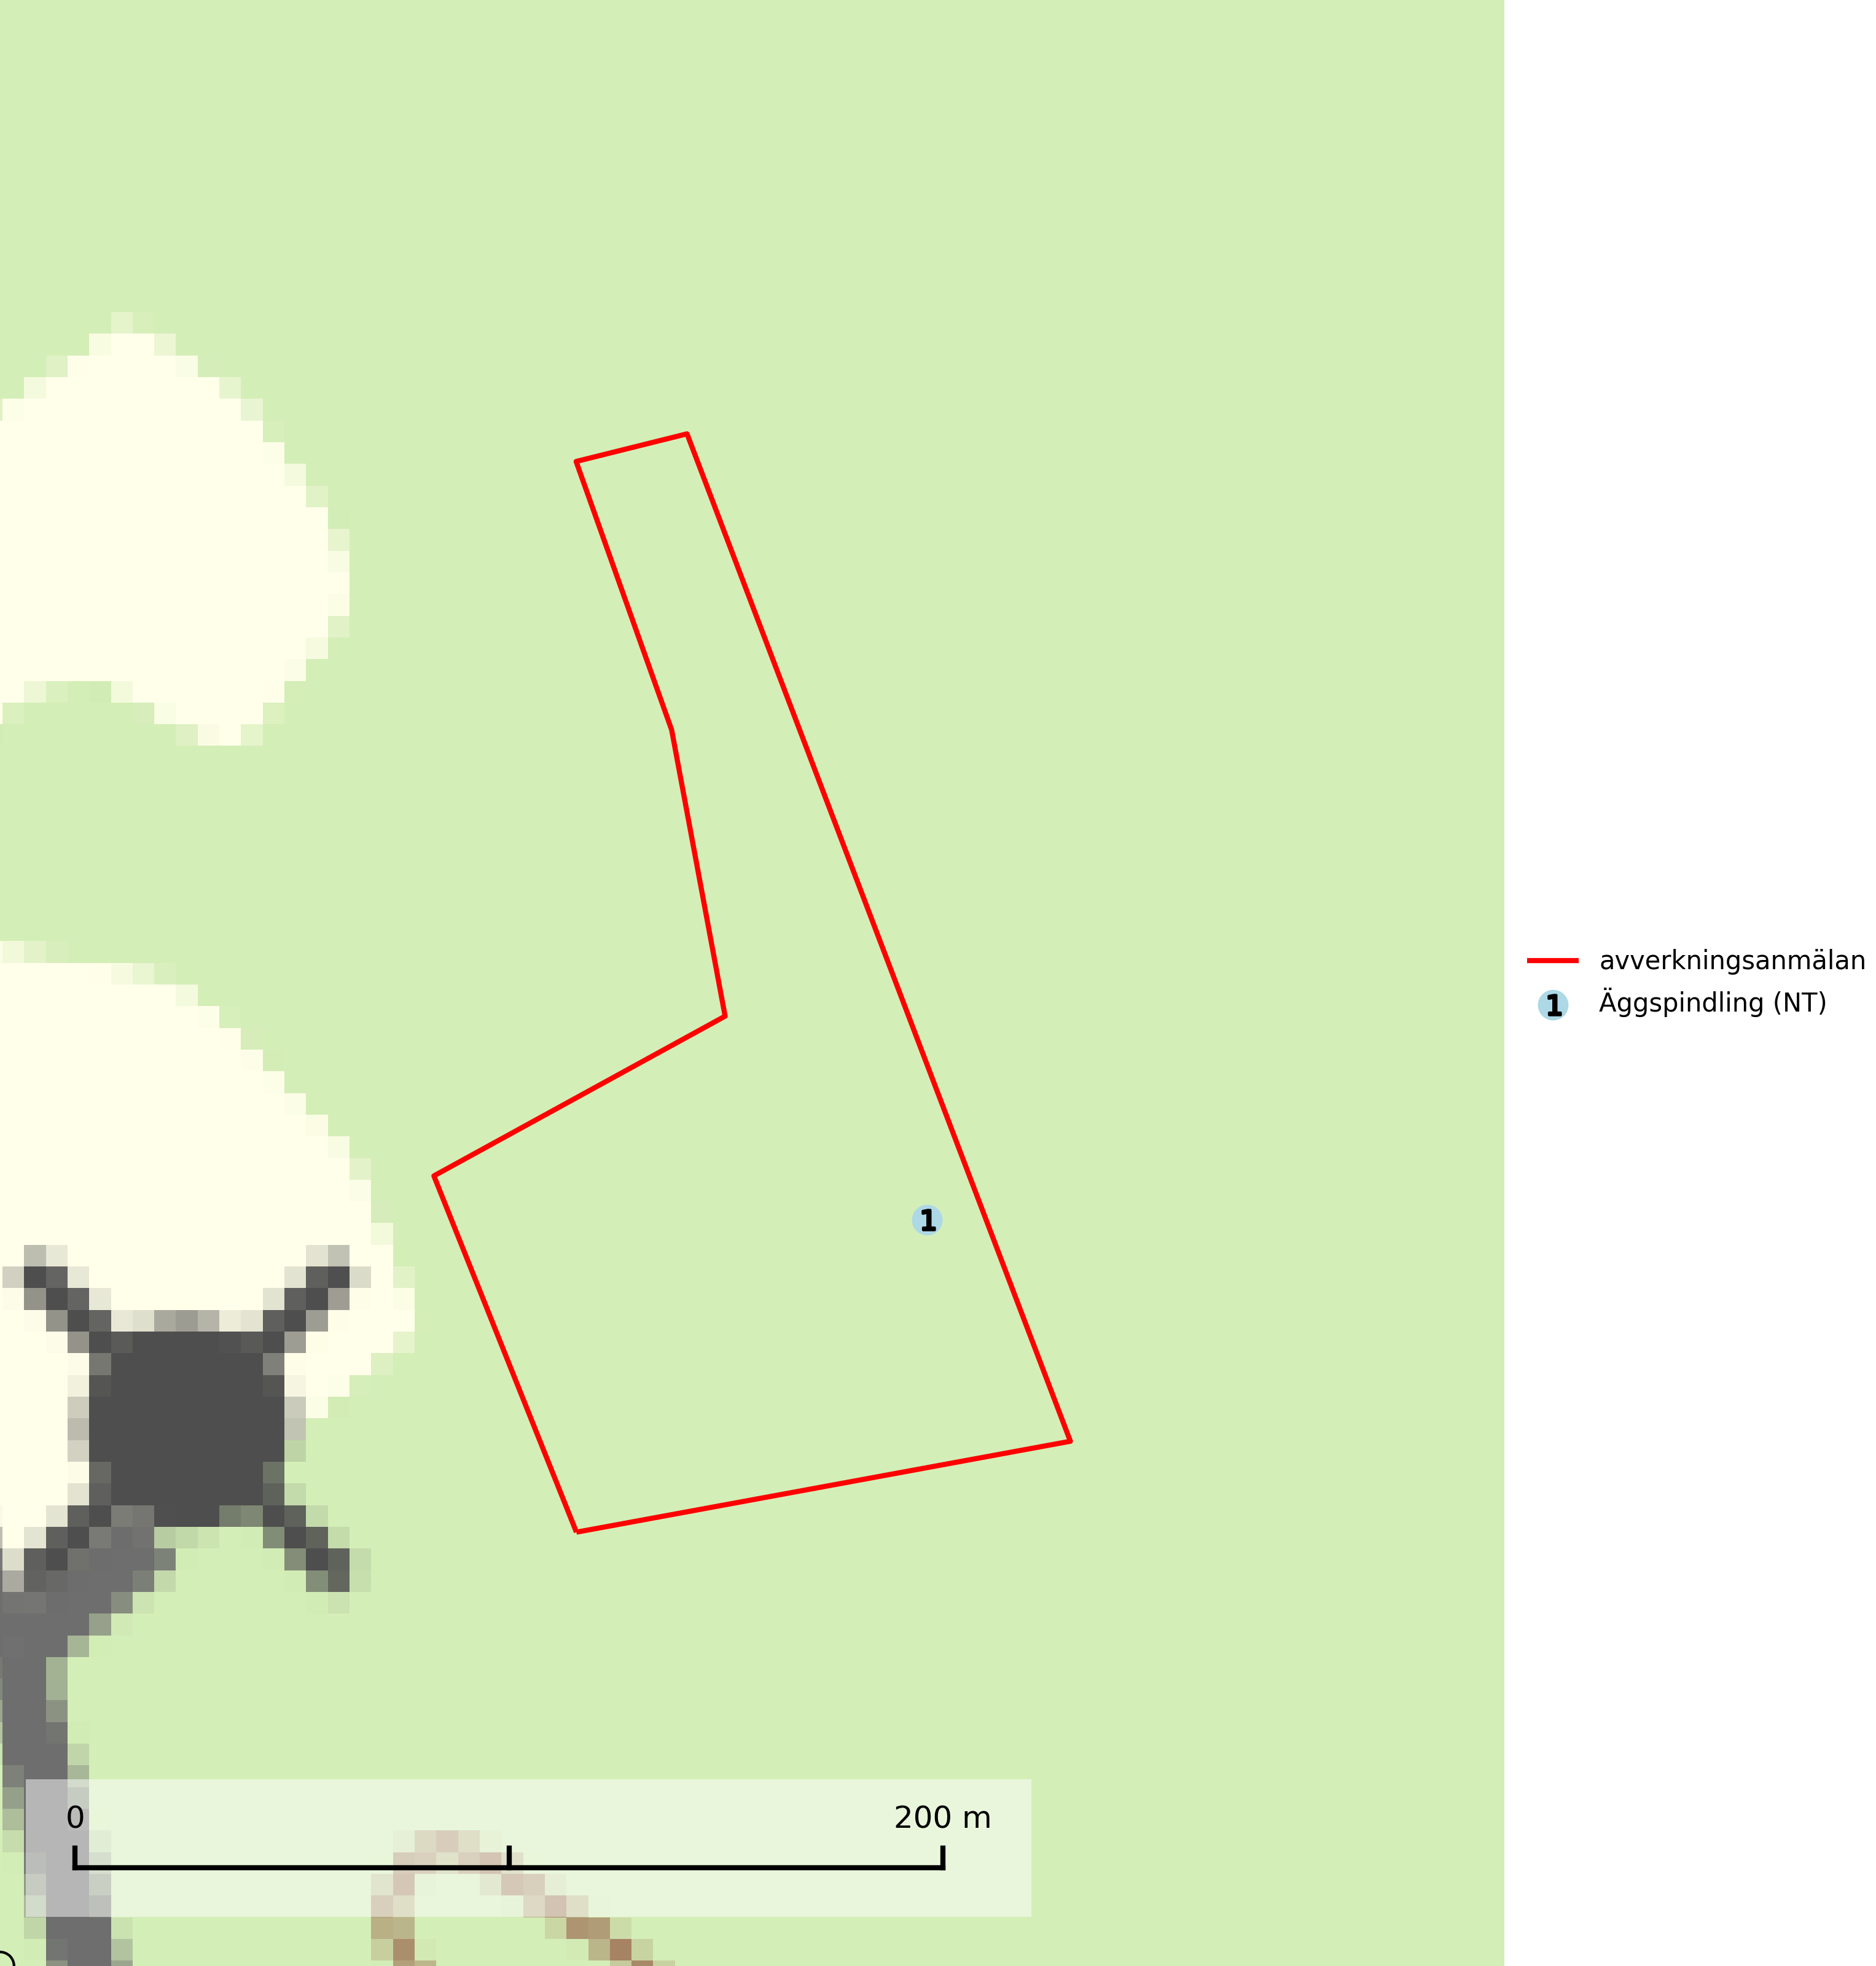 avverkningsanmälan
1 Äggspindling (NT)
1
0 200 m